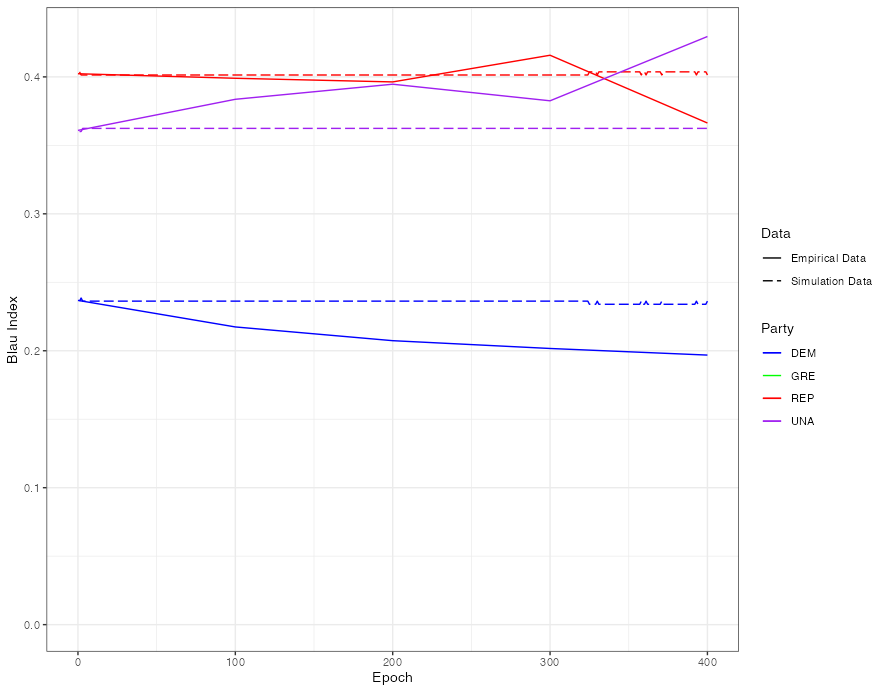 0.4
0.3
0.2
0.1
0.0
Blau Index
0
100
200
300
400
Epoch
Data
Empirical Data
Simulation Data
Party
DEM
GRE
REP
UNA